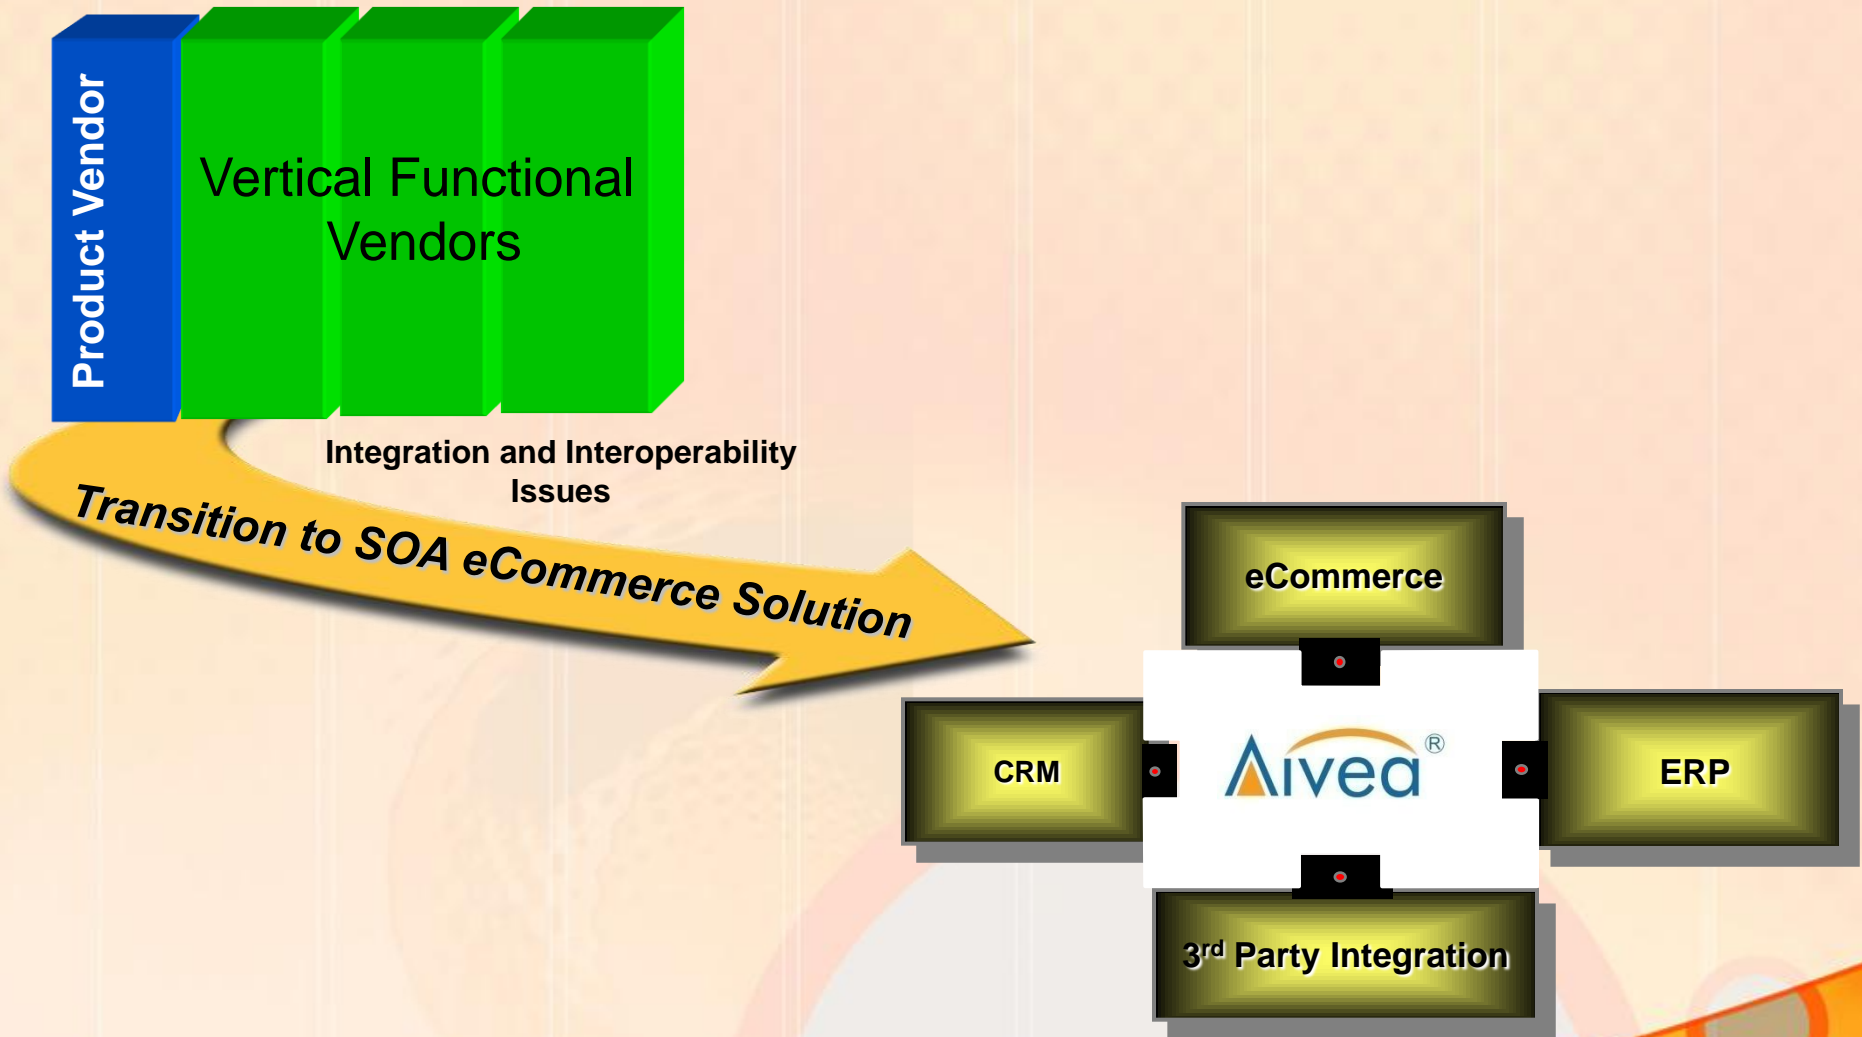 Product Vendor
Vertical Functional
Vendors
Integration and Interoperability
Issues
Transition to SOA eCommerce Solution
eCommerce
CRM
Aivea®
ERP
3rd Party Integration